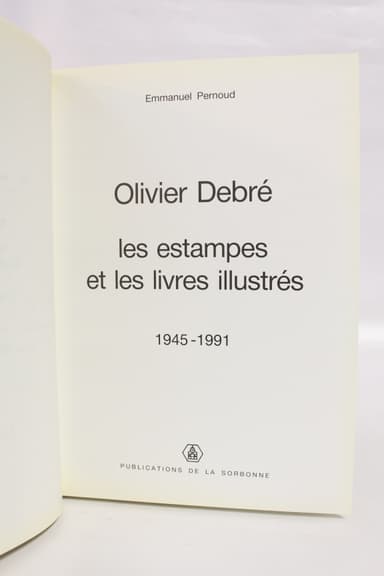 Emmanuel Pernoud
Olivier Debré
les estampes
et les livres illustrés
1945-1991
PUBLICATIONS DE LA SORBONNE